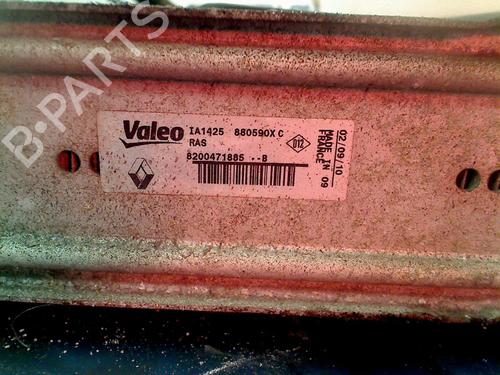 B-PARTS
Valeo IA1425 880590X C
RAS
D12
8200471885 --B
02/09/10
MADE IN 09
FRANCE